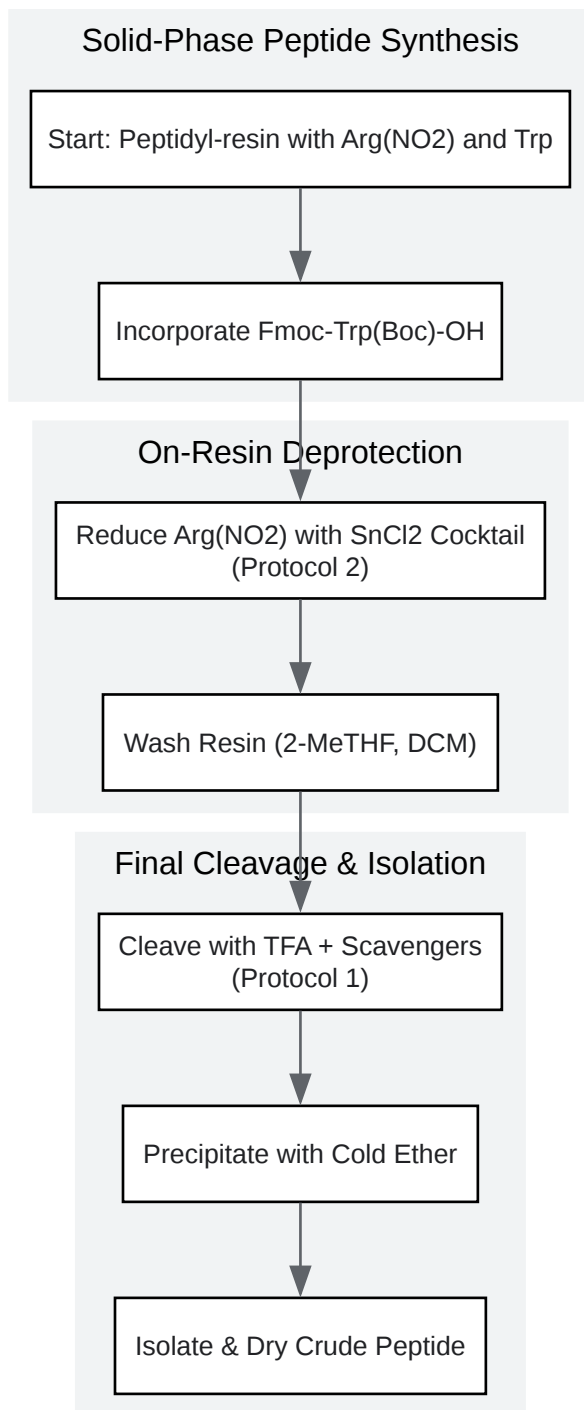 Solid-Phase Peptide Synthesis
Start: Peptidyl-resin with Arg(NO2) and Trp
Incorporate Fmoc-Trp(Boc)-OH
On-Resin Deprotection
Reduce Arg(NO2) with SnCl2 Cocktail
(Protocol 2)
Wash Resin (2-MeTHF, DCM)
Final Cleavage & Isolation
Cleave with TFA + Scavengers
(Protocol 1)
Precipitate with Cold Ether
Isolate & Dry Crude Peptide